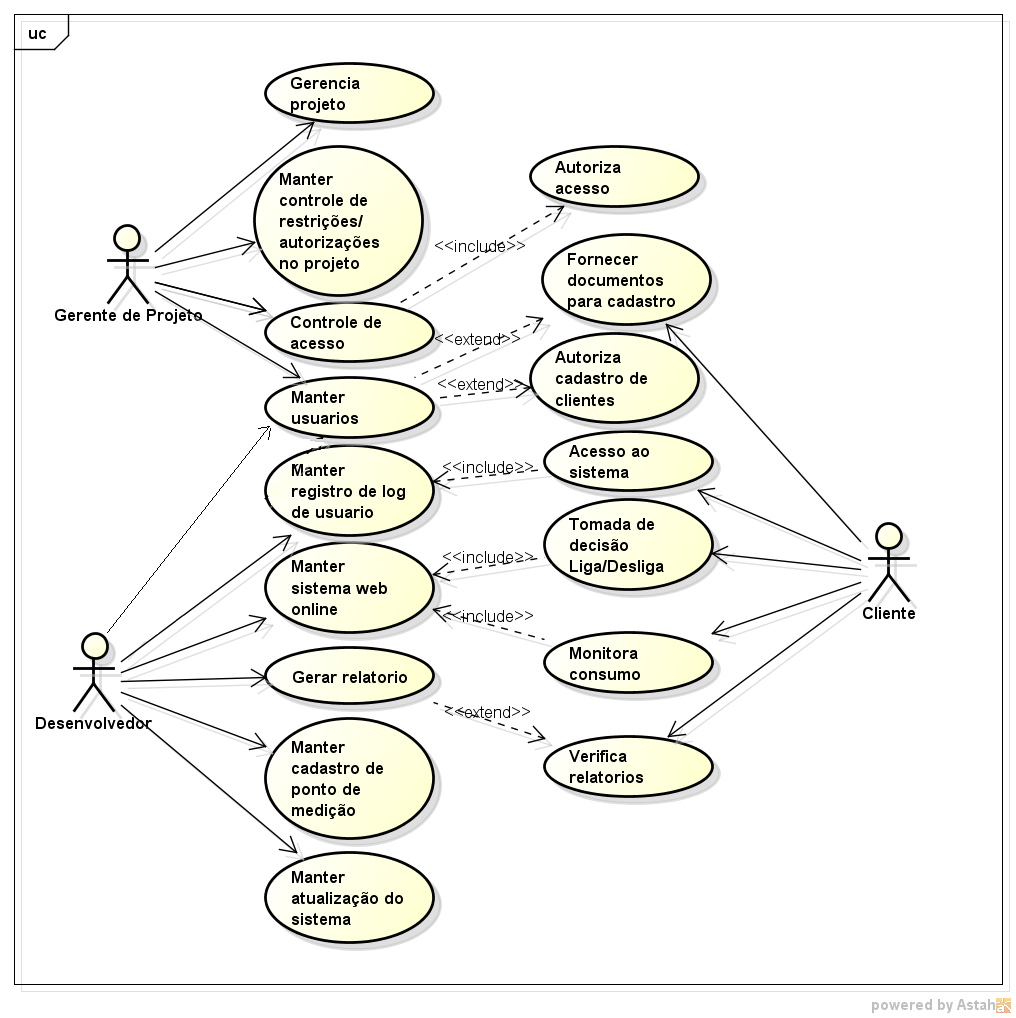 uc
Gerencia
projeto
Manter
controle de
restrições/
autorizações
no projeto
Autoriza
acesso
<<include>>
Fornecer
documentos
para cadastro
Gerente de Projeto
Controle de
acesso
<<extend>>
Autoriza
cadastro de
clientes
<<extend>>
Manter
usuarios
Acesso ao
sistema
<<include>>
Manter
registro de log
de usuario
Tomada de
decisão
Liga/Desliga
<<include>>
Manter
sistema web
online
Cliente
<<include>>
Monitora
consumo
Gerar relatorio
<<extend>>
Desenvolvedor
Verifica
relatorios
Manter
cadastro de
ponto de
medição
Manter
atualização do
sistema
powered by Astah